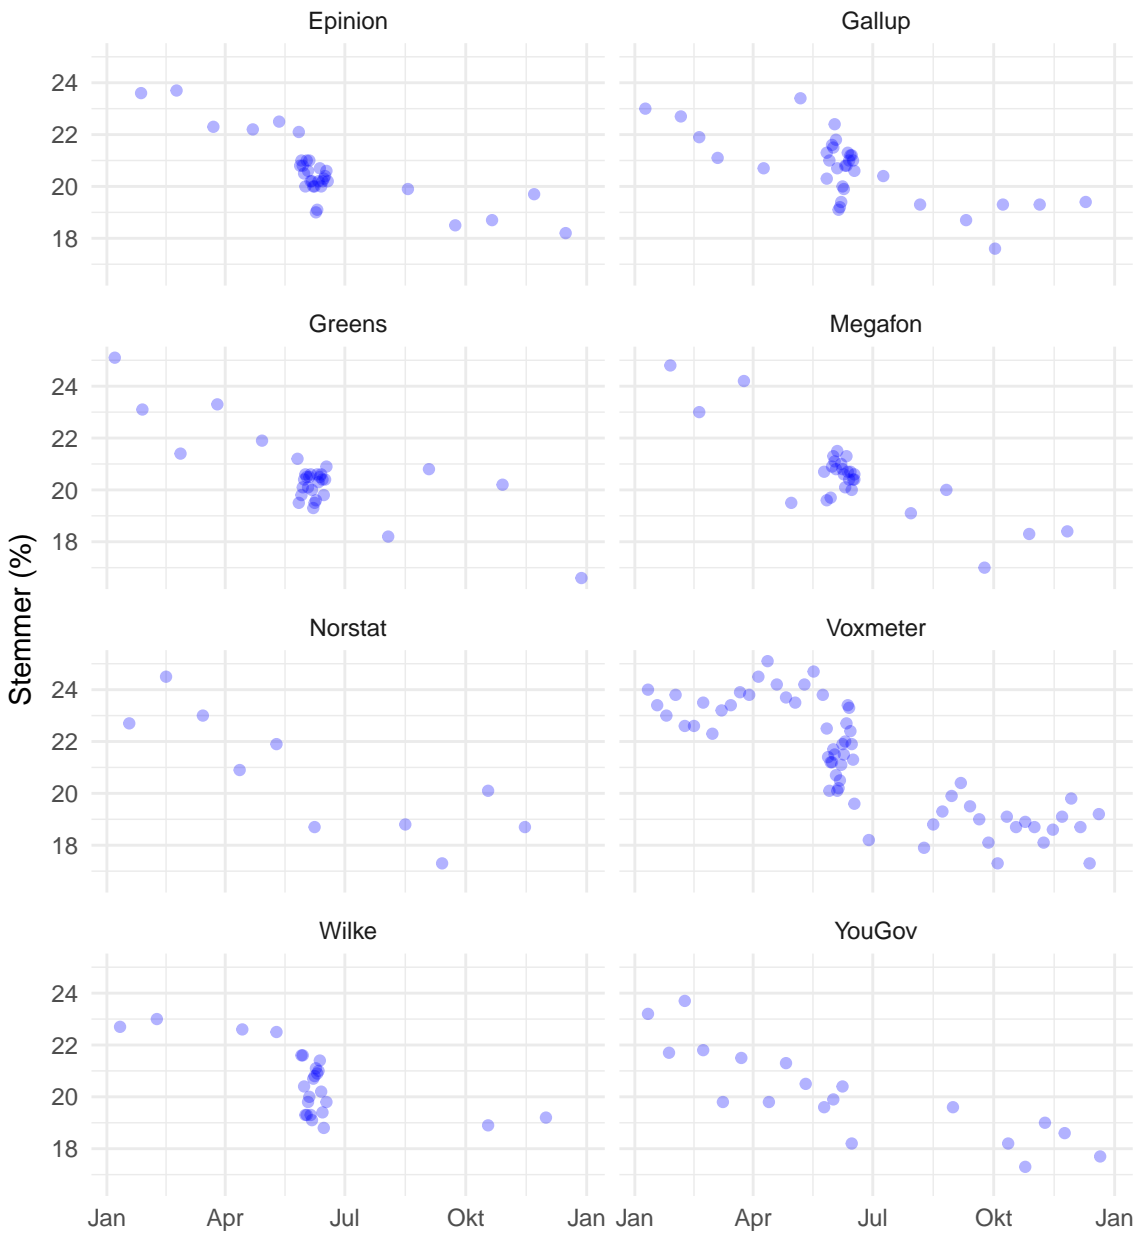 Epinion
Gallup
24
22
20
18
Greens
Megafon
24
22
20
18
Norstat
Voxmeter
24
22
20
18
Wilke
YouGov
24
22
20
18
Jan Apr Jul Okt Jan Jan Apr Jul Okt Jan
Stemmer (%)